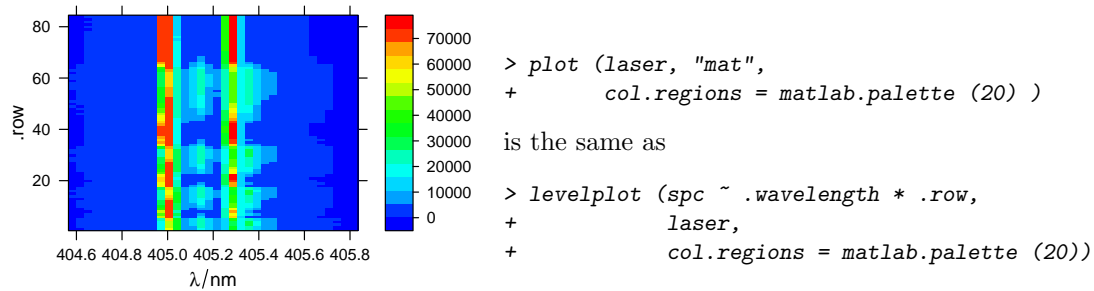 80
60
40
20
.row
404.6 404.8 405.0 405.2 405.4 405.6 405.8
λ/nm
70000
60000
50000
40000
30000
20000
10000
0
> plot (laser, "mat",
+ col.regions = matlab.palette (20) )
is the same as
> levelplot (spc ~ .wavelength * .row,
+ laser,
+ col.regions = matlab.palette (20))